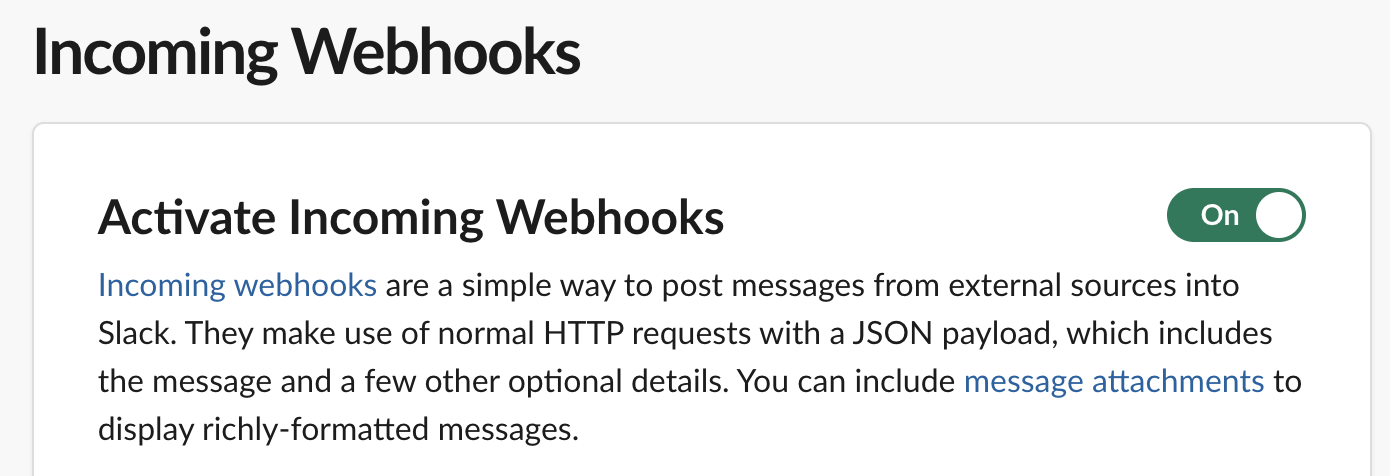 Incoming Webhooks
Activate Incoming Webhooks
On
Incoming webhooks are a simple way to post messages from external sources into
Slack. They make use of normal HTTP requests with a JSON payload, which includes
the message and a few other optional details. You can include message attachments to
display richly-formatted messages.